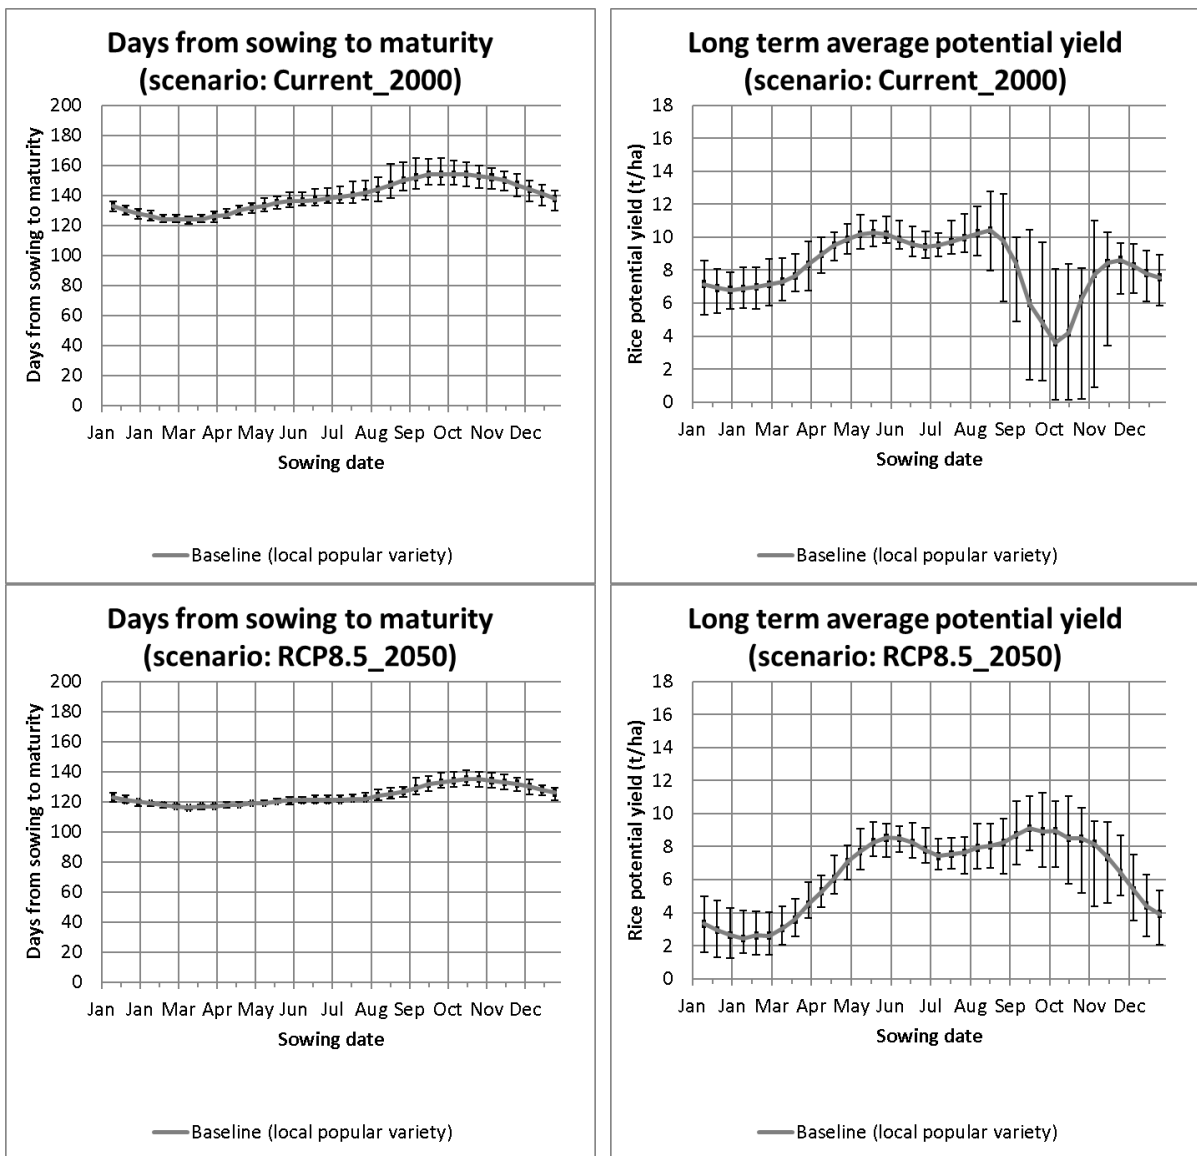 Days from sowing to maturity
(scenario: Current_2000)
200
180
160
140
120
100
80
60
40
20
0
Days from sowing to maturity
Jan Jan Mar Apr May Jun Jul Aug Sep Oct Nov Dec
Sowing date
Baseline (local popular variety)
Long term average potential yield
(scenario: Current_2000)
18
16
14
12
10
8
6
4
2
0
Rice potential yield (t/ha)
Jan Jan Mar Apr May Jun Jul Aug Sep Oct Nov Dec
Sowing date
Baseline (local popular variety)
Days from sowing to maturity
(scenario: RCP8.5_2050)
200
180
160
140
120
100
80
60
40
20
0
Days from sowing to maturity
Jan Jan Mar Apr May Jun Jul Aug Sep Oct Nov Dec
Sowing date
Baseline (local popular variety)
Long term average potential yield
(scenario: RCP8.5_2050)
18
16
14
12
10
8
6
4
2
0
Rice potential yield (t/ha)
Jan Jan Mar Apr May Jun Jul Aug Sep Oct Nov Dec
Sowing date
Baseline (local popular variety)